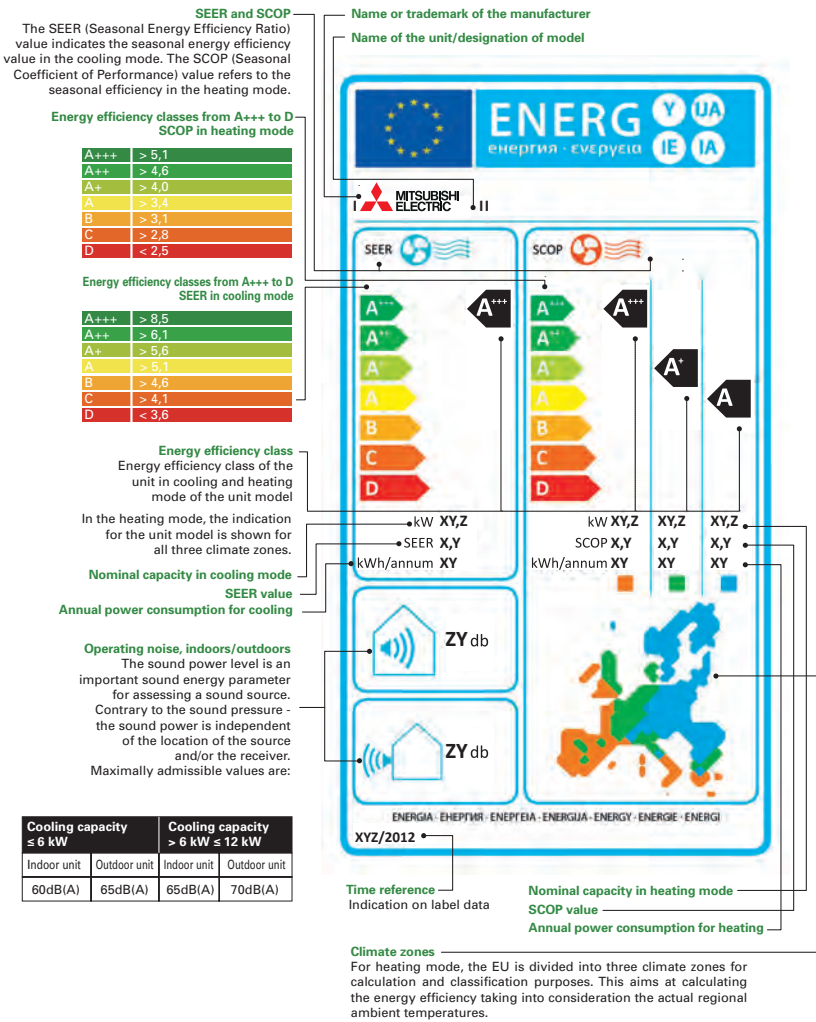 SEER and SCOP
The SEER (Seasonal Energy Efficiency Ratio)
value indicates the seasonal energy efficiency
value in the cooling mode. The SCOP (Seasonal
Coefficient of Performance) value refers to the
seasonal efficiency in the heating mode.
Name or trademark of the manufacturer
Name of the unit/designation of model
Energy efficiency classes from A+++ to D
SCOP in heating mode
A+++ > 5,1
A++ > 4,6
A+ > 4,0
A > 3,4
B > 3,1
C > 2,8
D < 2,5
Energy efficiency classes from A+++ to D
SEER in cooling mode
A+++ > 8,5
A++ > 6,1
A+ > 5,6
A > 5,1
B > 4,6
C > 4,1
D < 3,6
Energy efficiency class
Energy efficiency class of the
unit in cooling and heating
mode of the unit model
In the heating mode, the indication
for the unit model is shown for
all three climate zones.
Nominal capacity in cooling mode
SEER value
Annual power consumption for cooling
Operating noise, indoors/outdoors
The sound power level is an
important sound energy parameter
for assessing a sound source.
Contrary to the sound pressure -
the sound power is independent
of the location of the source
and/or the receiver.
Maximally admissible values are:
Cooling capacity ≤ 6 kW Cooling capacity > 6 kW ≤ 12 kW
Indoor unit Outdoor unit Indoor unit Outdoor unit
60dB(A) 65dB(A) 65dB(A) 70dB(A)
ENERG Y UA
енергия · ενεργεια IE IA
I MITSUBISHI ELECTRIC II
SEER
SCOP
A+++ A+++ A+++ A+++
A++ A++
A+ A+ A+
A A A
B B
C C
D D
kW XY,Z kW XY,Z XY,Z XY,Z
SEER X,Y SCOP X,Y X,Y X,Y
kWh/annum XY kWh/annum XY XY XY
ZY db
ZY db
ENERGIA · ЕНЕРГИЯ · ΕΝΕΡΓΕΙΑ · ENERGIJA · ENERGY · ENERGIE · ENERGI
XYZ/2012
Time reference
Indication on label data
Nominal capacity in heating mode
SCOP value
Annual power consumption for heating
Climate zones
For heating mode, the EU is divided into three climate zones for
calculation and classification purposes. This aims at calculating
the energy efficiency taking into consideration the actual regional
ambient temperatures.